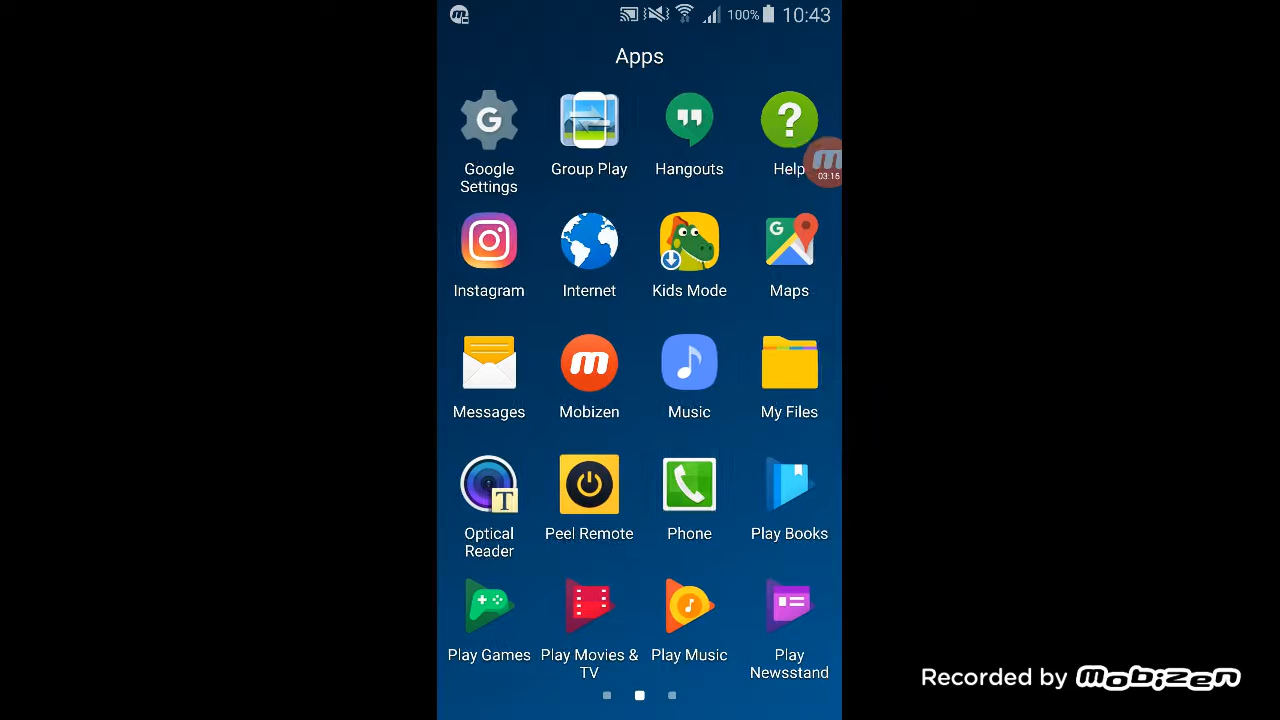 100% 10:43
Apps
Google Settings
Group Play
Hangouts
Help
03:16
Instagram
Internet
Kids Mode
G
Maps
Messages
Mobizen
Music
My Files
T
Optical Reader
Peel Remote
Phone
Play Books
Play Games
Play Movies & TV
Play Music
Play Newsstand
Recorded by mobizen